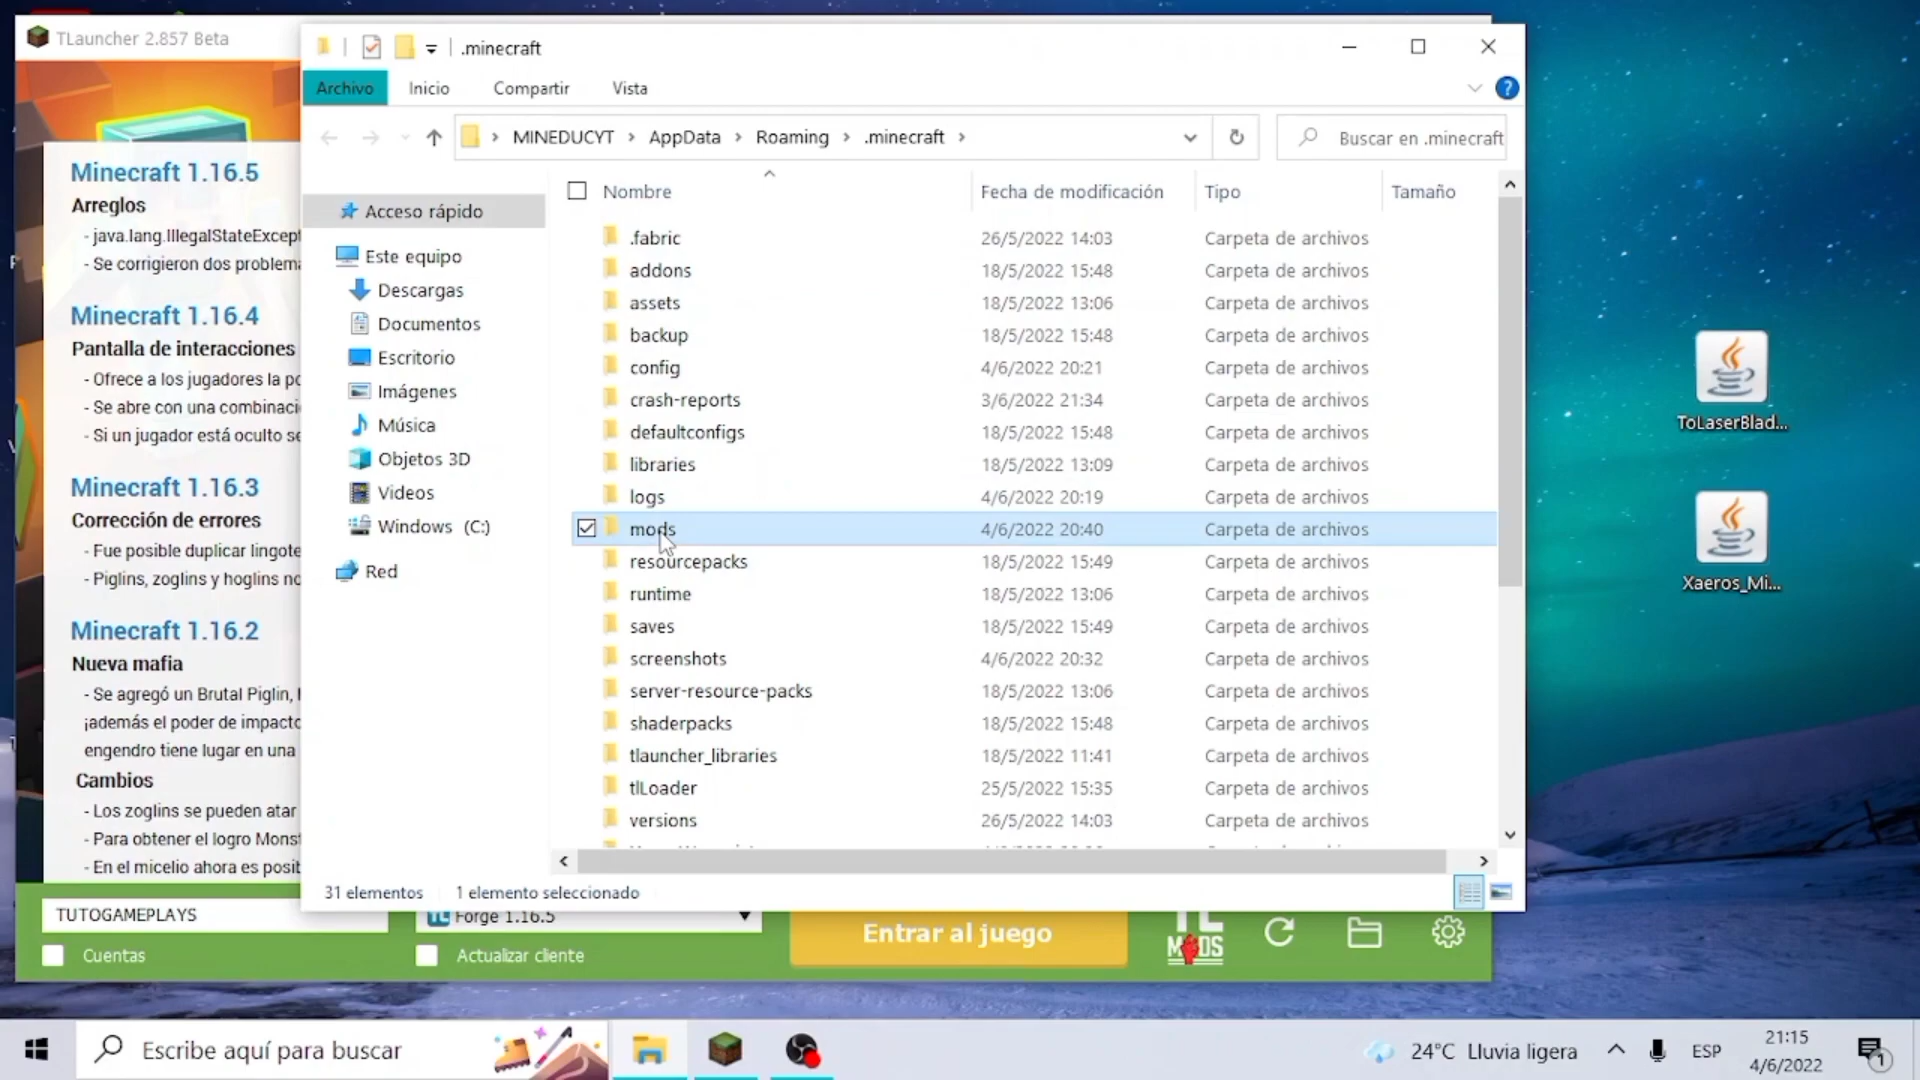 TLauncher 2.857 Beta
.minecraft
Archivo Inicio Compartir Vista
MINEDUCYT AppData Roaming .minecraft
Buscar en .minecraft
Acceso rápido
Este equipo
Descargas
Documentos
Escritorio
Imágenes
Música
Objetos 3D
Videos
Windows (C:)
Red
Nombre Fecha de modificación Tipo Tamaño
.fabric 26/5/2022 14:03 Carpeta de archivos
addons 18/5/2022 15:48 Carpeta de archivos
assets 18/5/2022 13:06 Carpeta de archivos
backup 18/5/2022 15:48 Carpeta de archivos
config 4/6/2022 20:21 Carpeta de archivos
crash-reports 3/6/2022 21:34 Carpeta de archivos
defaultconfigs 18/5/2022 15:48 Carpeta de archivos
libraries 18/5/2022 13:09 Carpeta de archivos
logs 4/6/2022 20:19 Carpeta de archivos
mods 4/6/2022 20:40 Carpeta de archivos
resourcepacks 18/5/2022 15:49 Carpeta de archivos
runtime 18/5/2022 13:06 Carpeta de archivos
saves 18/5/2022 15:49 Carpeta de archivos
screenshots 4/6/2022 20:32 Carpeta de archivos
server-resource-packs 18/5/2022 13:06 Carpeta de archivos
shaderpacks 18/5/2022 15:48 Carpeta de archivos
tlauncher_libraries 18/5/2022 11:41 Carpeta de archivos
tlLoader 25/5/2022 15:35 Carpeta de archivos
versions 26/5/2022 14:03 Carpeta de archivos
31 elementos 1 elemento seleccionado
Minecraft 1.16.5
Arreglos
- java.lang.IllegalStateExcept
- Se corrigieron dos problema
Minecraft 1.16.4
Pantalla de interacciones
- Ofrece a los jugadores la po
- Se abre con una combinaci
- Si un jugador está oculto se
Minecraft 1.16.3
Corrección de errores
- Fue posible duplicar lingote
- Piglins, zoglins y hoglins no
Minecraft 1.16.2
Nueva mafia
- Se agregó un Brutal Piglin,
¡además el poder de impacto
engendro tiene lugar en una
Cambios
- Los zoglins se pueden atar
- Para obtener el logro Monst
- En el micelio ahora es posib
TUTOGAMEPLAYS
Forge 1.16.5
Cuentas
Actualizar cliente
Entrar al juego
TL MODS
ToLaserBlad...
Xaeros_Mi...
Escribe aquí para buscar
24°C Lluvia ligera
ESP
21:15
4/6/2022
1